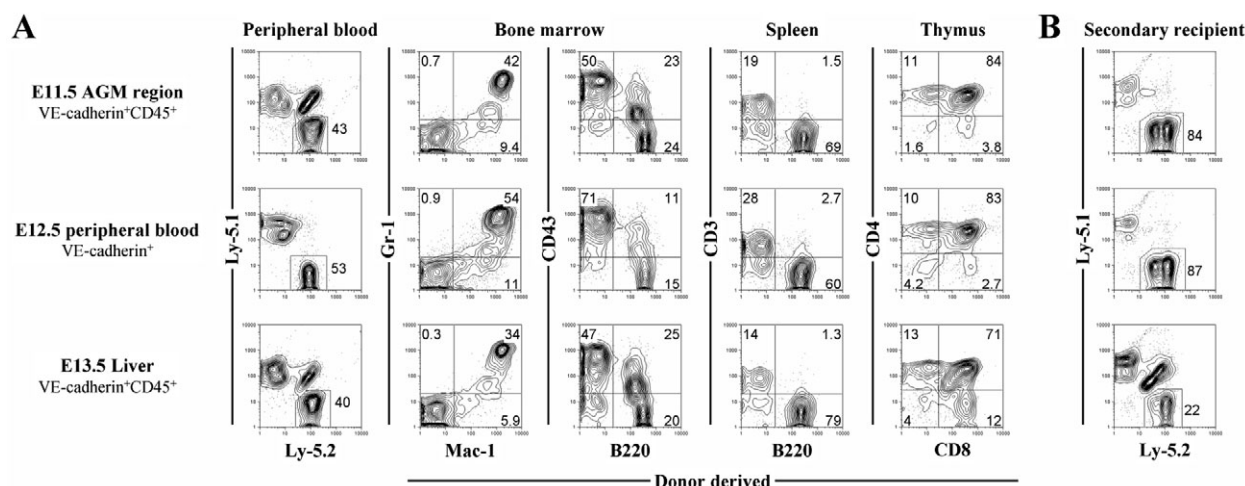 A
B
Peripheral blood
Bone marrow
Spleen
Thymus
Secondary recipient
E11.5 AGM region
VE-cadherin⁺CD45⁺
0.7 42
50 23
19 1.5
11 84
43
9.4
24
69
1.6 3.8
84
E12.5 peripheral blood
VE-cadherin⁺
Ly-5.1
Gr-1
CD43
CD3
CD4
Ly-5.1
0.9 54
71 11
28 2.7
10 83
53
11
15
60
4.2 2.7
87
E13.5 Liver
VE-cadherin⁺CD45⁺
0.3 34
47 25
14 1.3
13 71
40
5.9
20
79
4 12
22
Ly-5.2
Mac-1
B220
B220
CD8
Ly-5.2
Donor derived